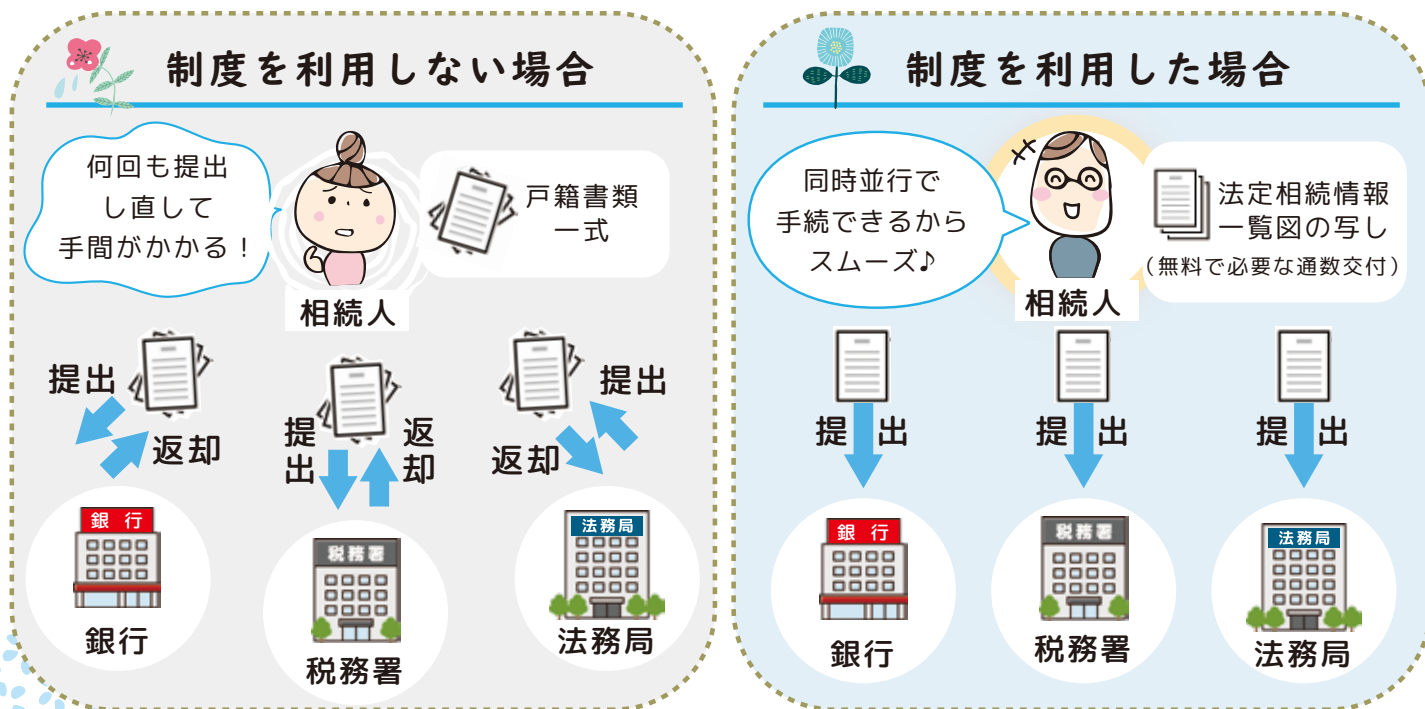 制度を利用しない場合
何回も提出
し直して
手間がかかる！
戸籍書類
一式
相続人
提出
返却
提出
返却
提出
返却
銀行
銀行
税務署
税務署
法務局
法務局
制度を利用した場合
同時並行で
手続できるから
スムーズ♪
法定相続情報
一覧図の写し
（無料で必要な通数交付）
相続人
提出
提出
提出
銀行
銀行
税務署
税務署
法務局
法務局